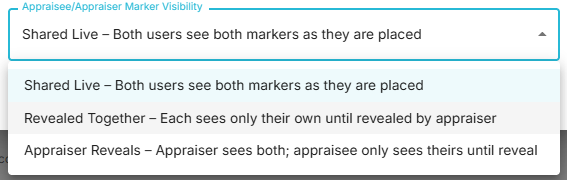 Appraisee/Appraiser Marker Visibility
Shared Live – Both users see both markers as they are placed
Shared Live – Both users see both markers as they are placed
Revealed Together – Each sees only their own until revealed by appraiser
Appraiser Reveals – Appraiser sees both; appraisee only sees theirs until reveal